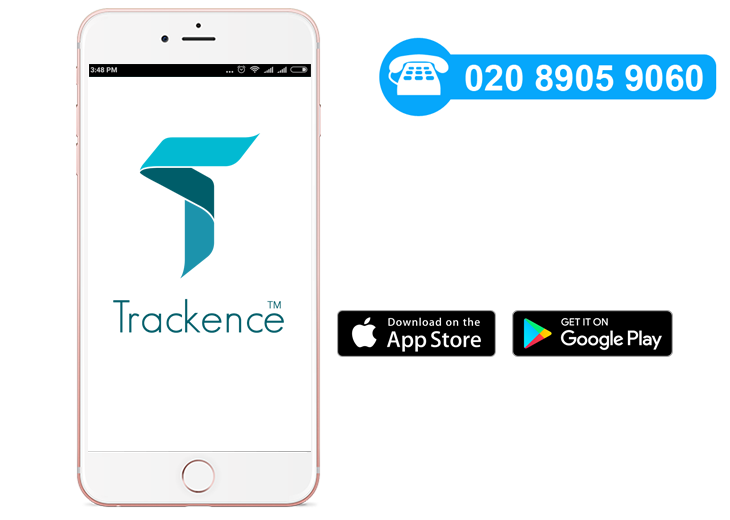 3:48 PM
020 8905 9060
Trackence™
Download on the
App Store
GET IT ON
Google Play